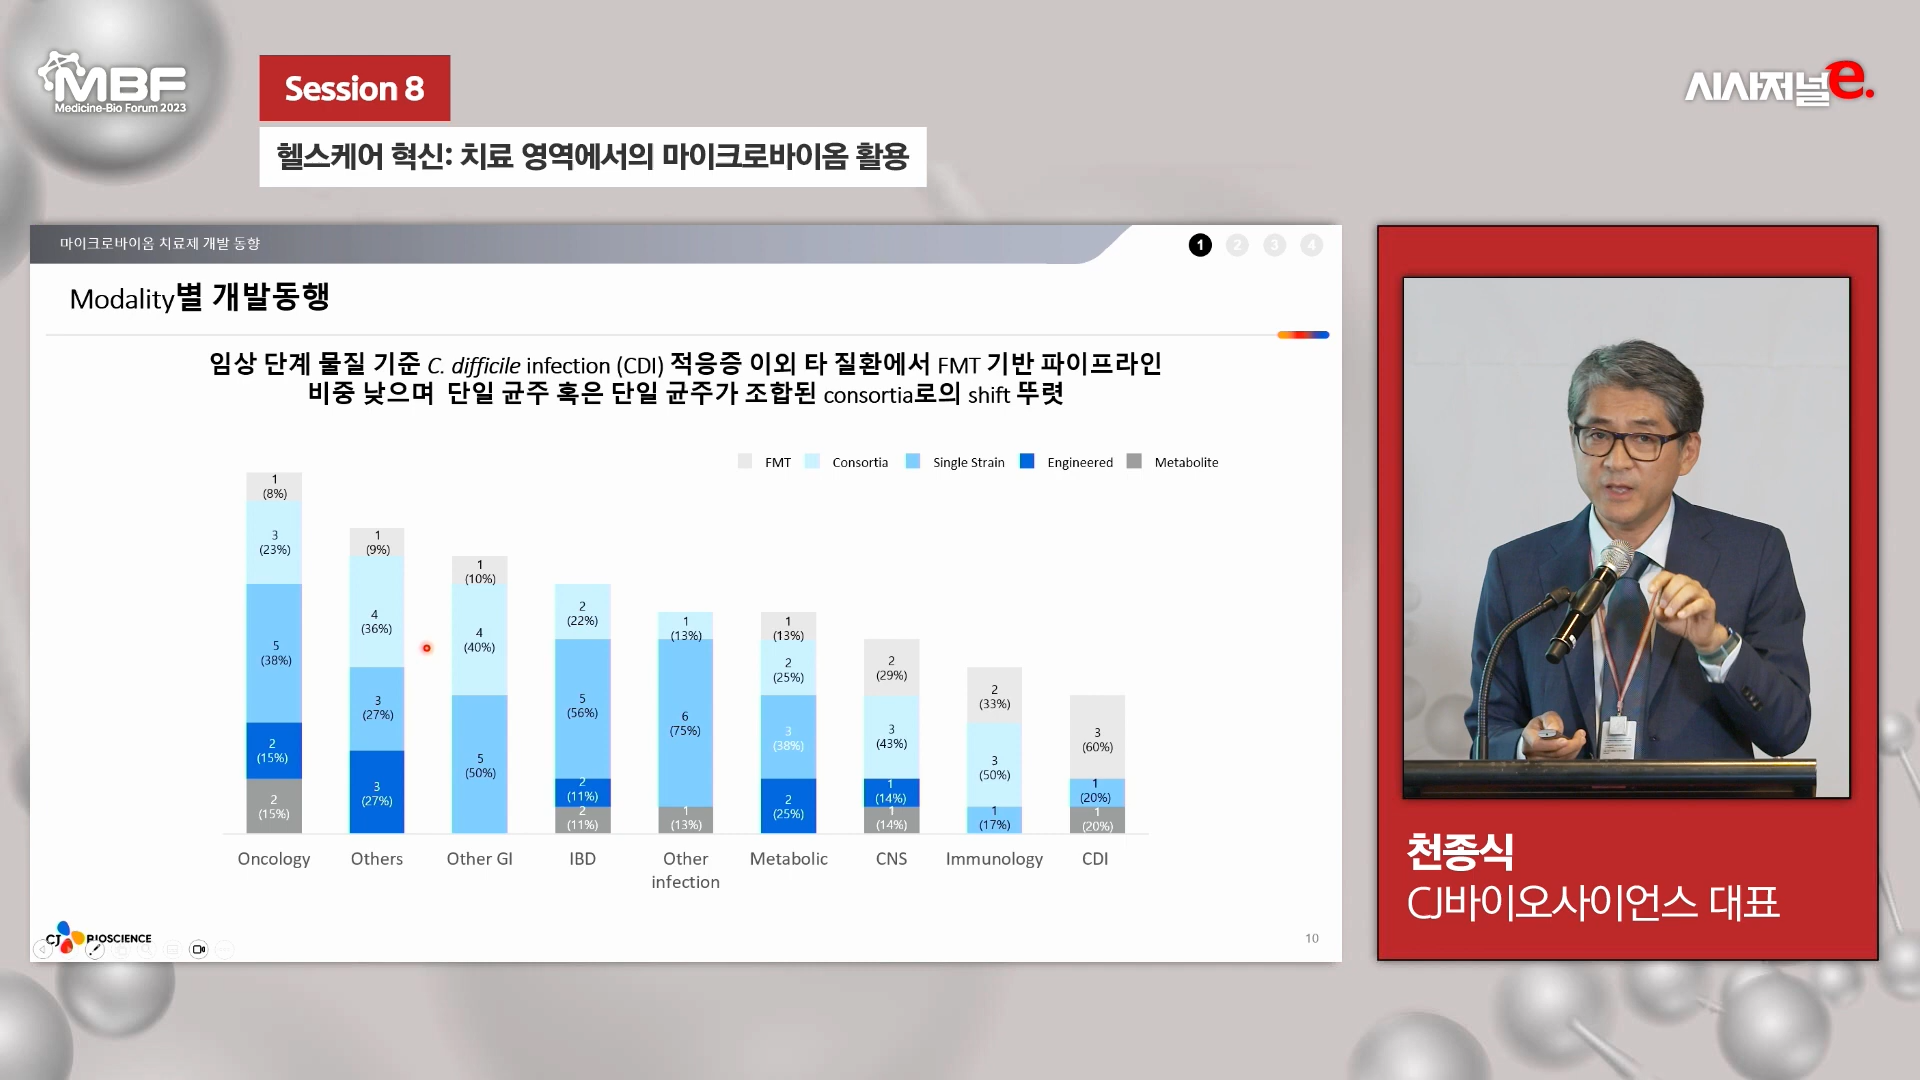 MBF
Medicine-Bio Forum 2023
Session 8
헬스케어 혁신: 치료 영역에서의 마이크로바이옴 활용
시사저널e.
마이크로바이옴 치료제 개발 동향
1 2 3 4
Modality별 개발동행
임상 단계 물질 기준 C. difficile infection (CDI) 적응증 이외 타 질환에서 FMT 기반 파이프라인
비중 낮으며 단일 균주 혹은 단일 균주가 조합된 consortia로의 shift 뚜렷
FMT Consortia Single Strain Engineered Metabolite
1
(8%)
3
(23%)
5
(38%)
2
(15%)
2
(15%)
Oncology
1
(9%)
4
(36%)
3
(27%)
3
(27%)
Others
1
(10%)
4
(40%)
5
(50%)
Other GI
2
(22%)
5
(56%)
2
(11%)
2
(11%)
IBD
1
(13%)
6
(75%)
1
(13%)
Other
infection
1
(13%)
2
(25%)
3
(38%)
2
(25%)
Metabolic
2
(29%)
3
(43%)
1
(14%)
1
(14%)
CNS
2
(33%)
3
(50%)
1
(17%)
Immunology
3
(60%)
1
(20%)
1
(20%)
CDI
CJ BIOSCIENCE
10
천종식
CJ바이오사이언스 대표